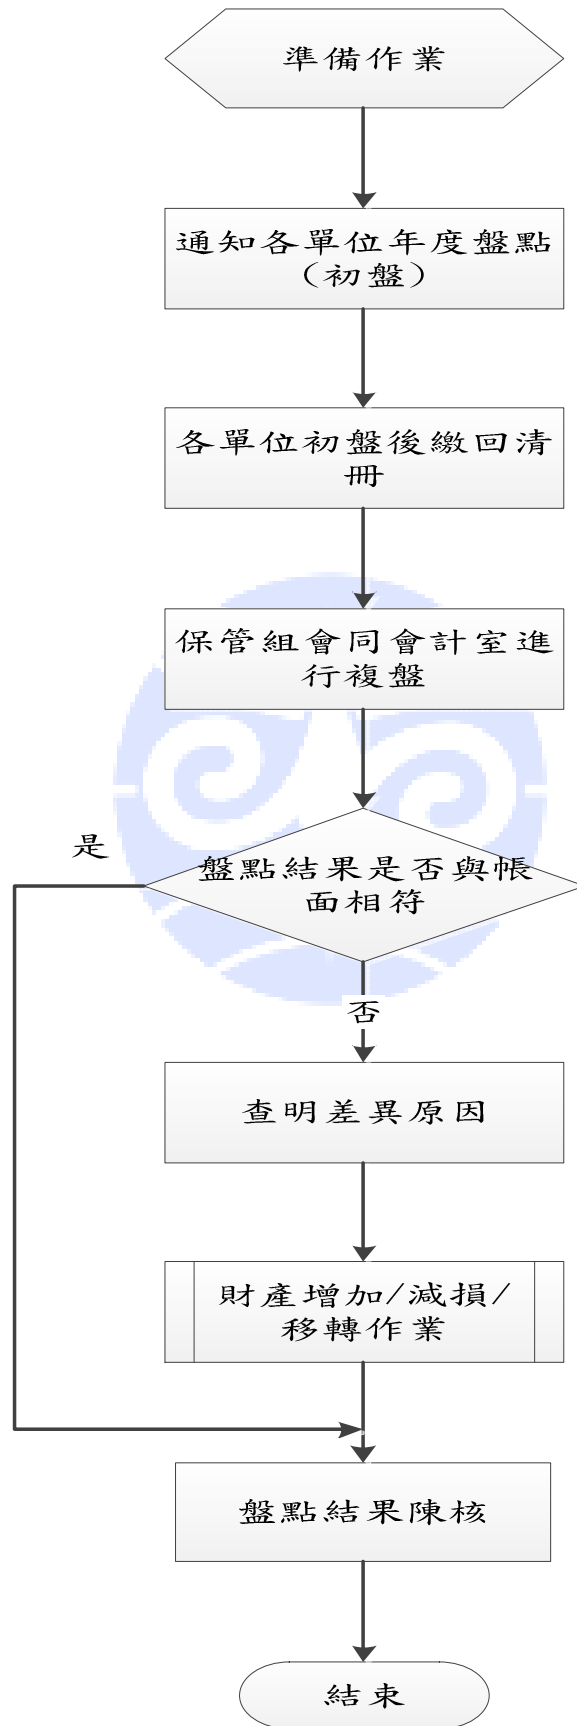 準備作業
通知各單位年度盤點
(初盤)
各單位初盤後繳回清
冊
保管組會同會計室進
行複盤
是
盤點結果是否與帳
面相符
否
查明差異原因
財產增加/減損/
移轉作業
盤點結果陳核
結束